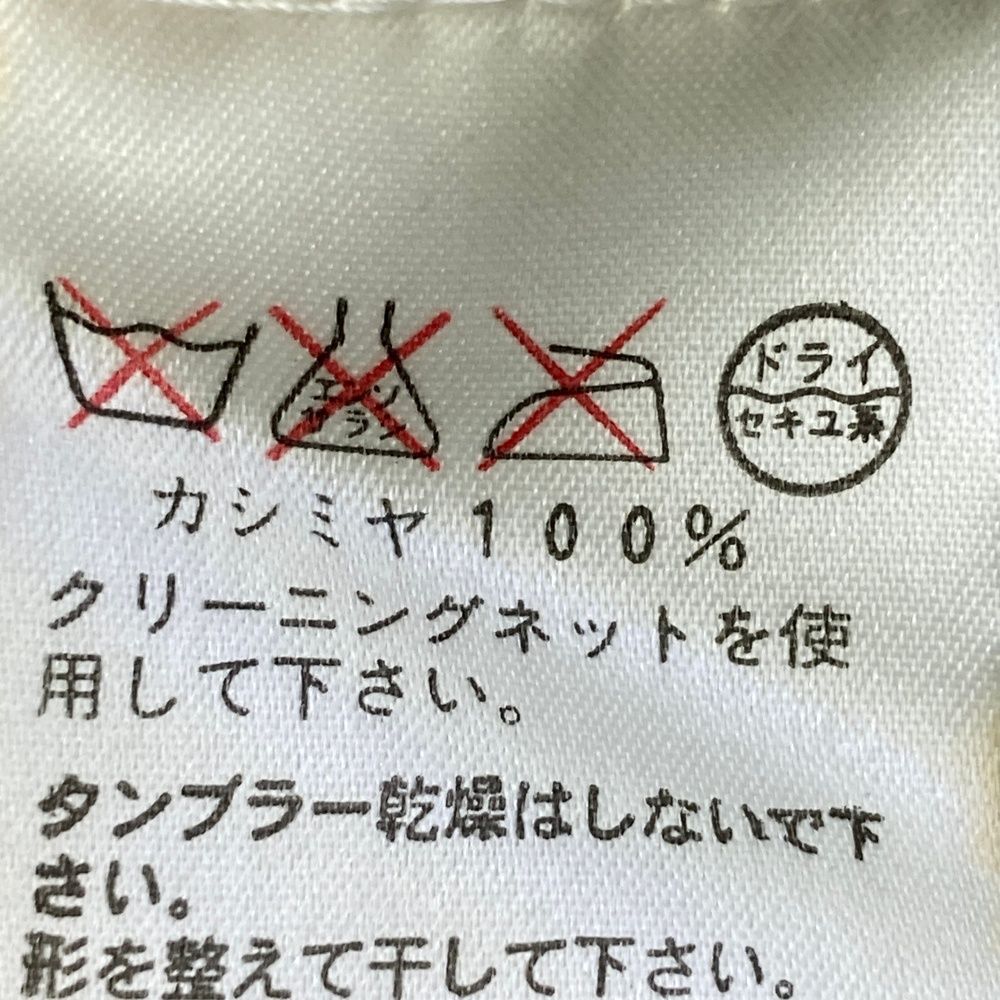 エンソ
サラシ
ドライ
セキユ系
カシミヤ100%
クリーニングネットを使
用して下さい。
タンブラー乾燥はしないで下
さい。
形を整えて干して下さい。